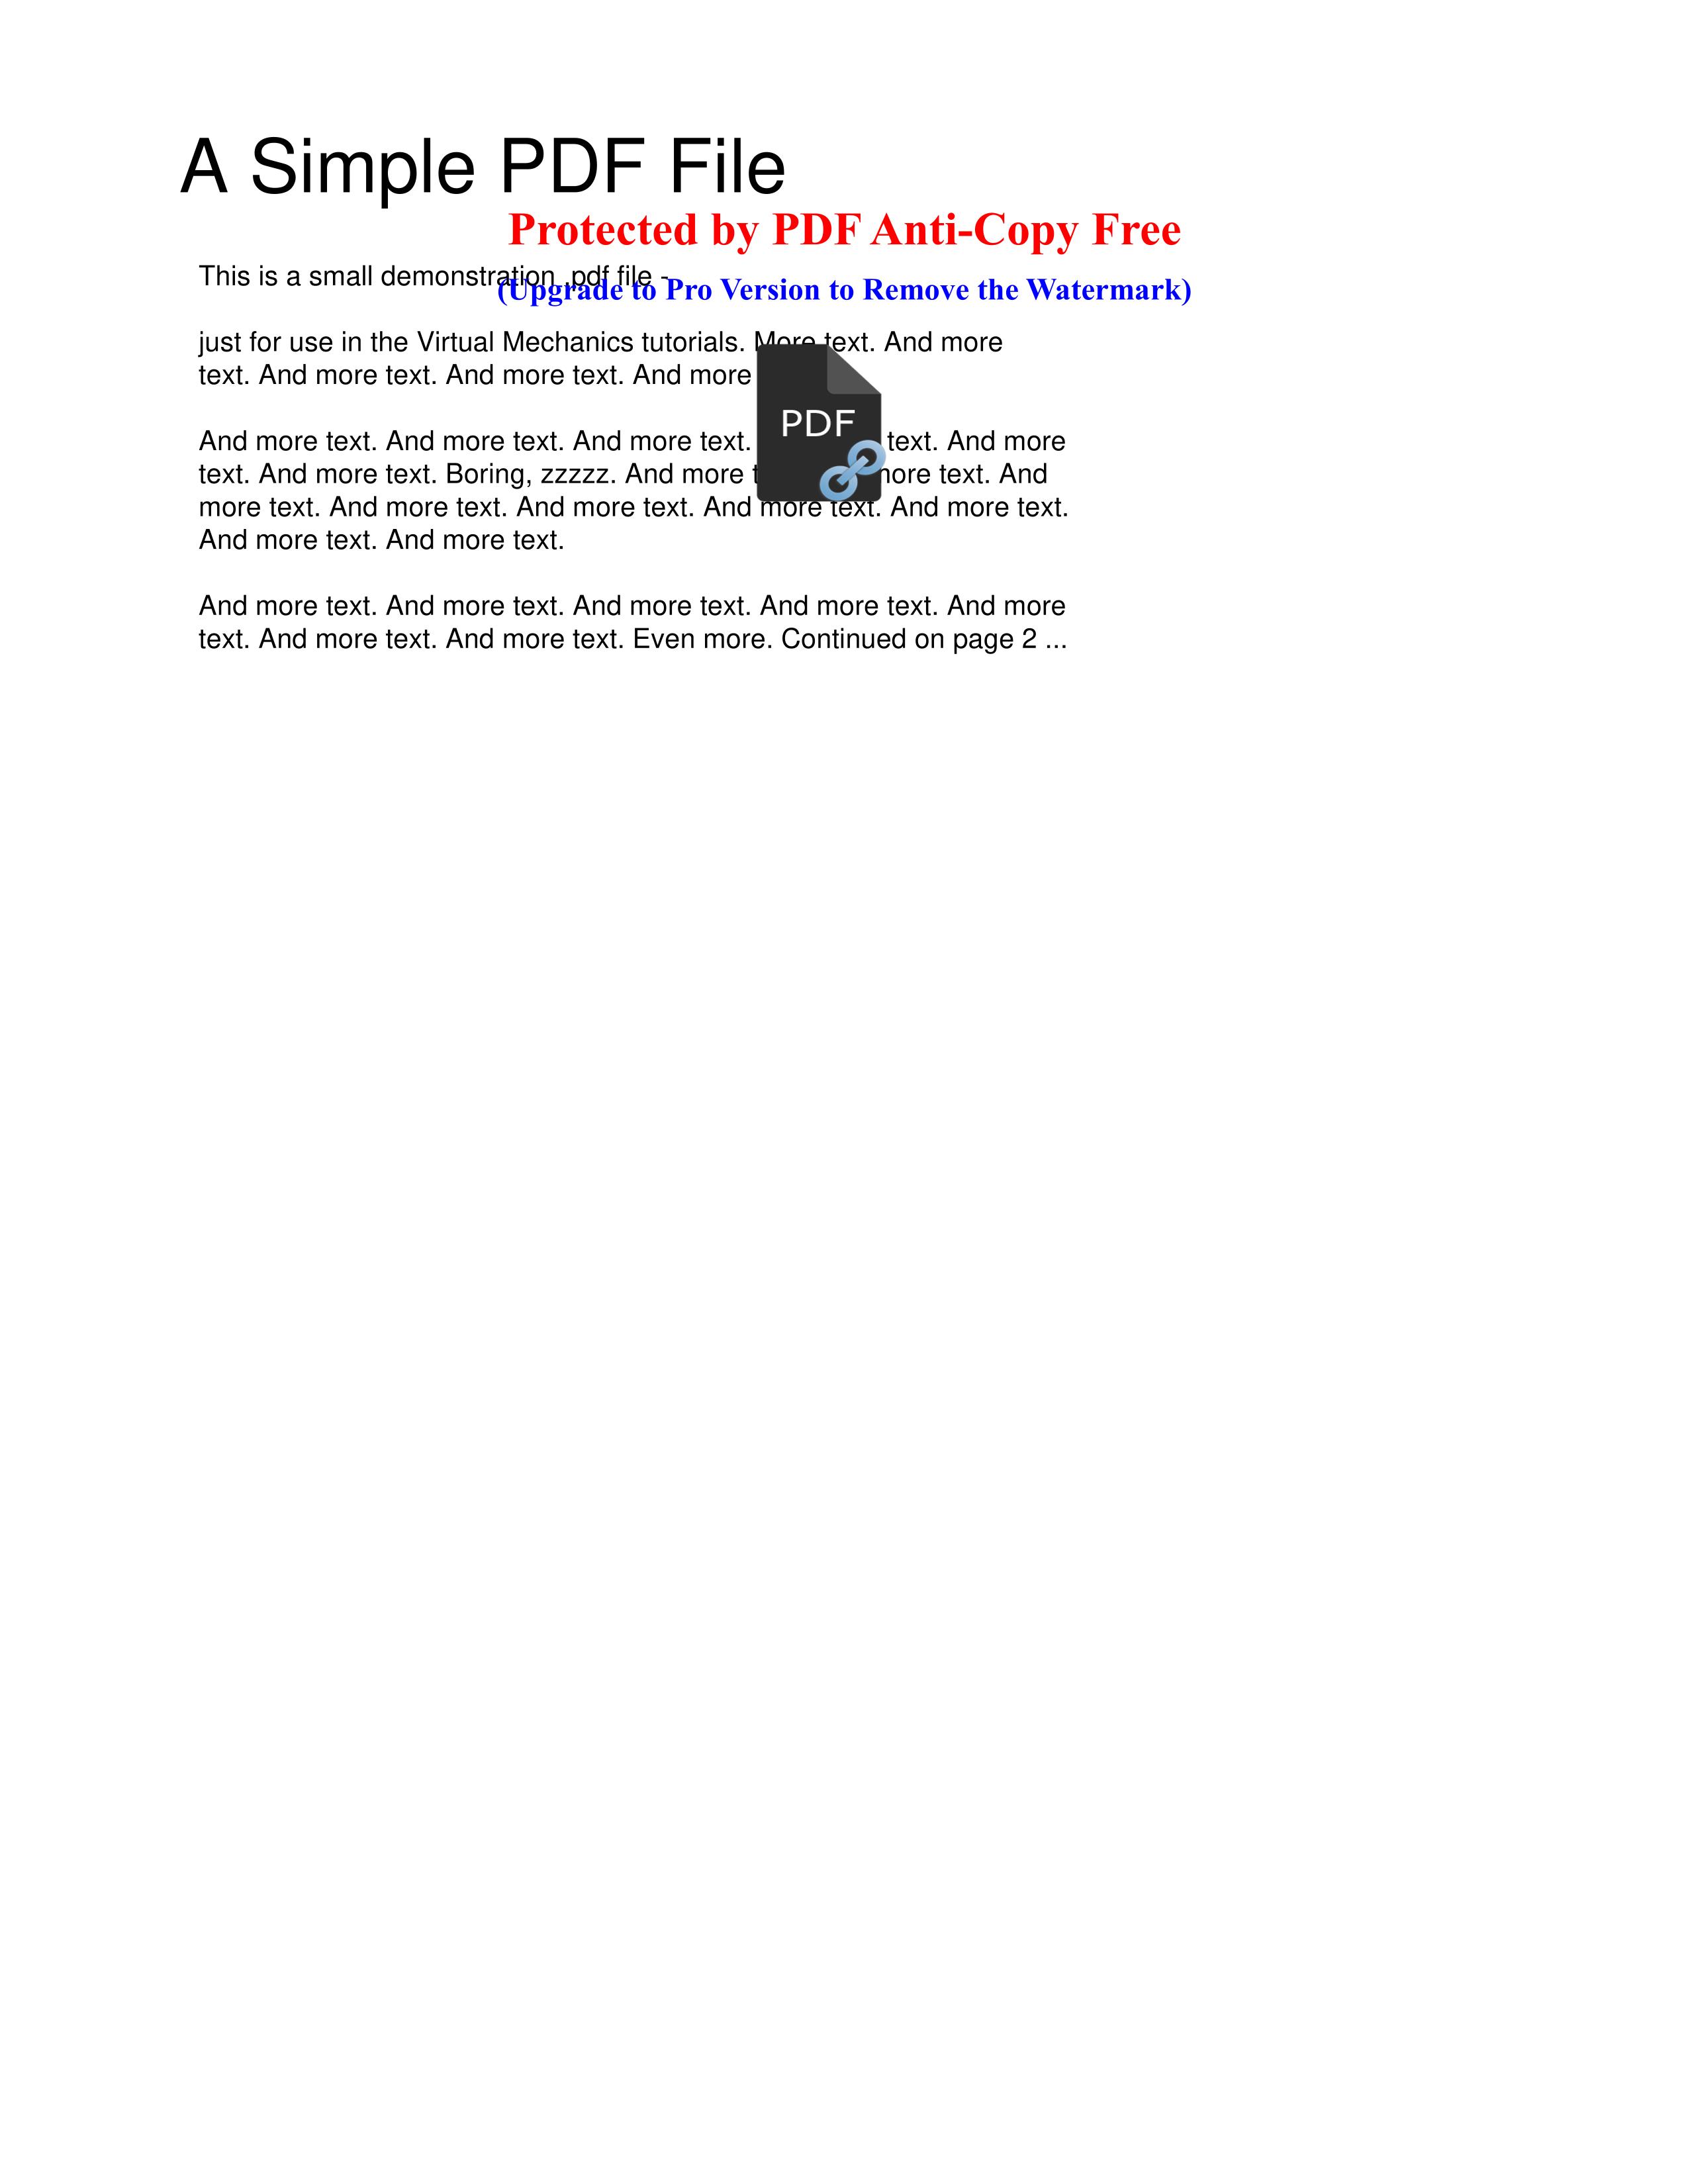 A Simple PDF File
Protected by PDF Anti-Copy Free
This is a small demonstration .pdf file -
(Upgrade to Pro Version to Remove the Watermark)
just for use in the Virtual Mechanics tutorials. More text. And more
text. And more text. And more text. And more
PDF
And more text. And more text. And more text. text. And more
text. And more text. Boring, zzzzz. And more more text. And
more text. And more text. And more text. And more text. And more text.
And more text. And more text.
And more text. And more text. And more text. And more text. And more
text. And more text. And more text. Even more. Continued on page 2 ...